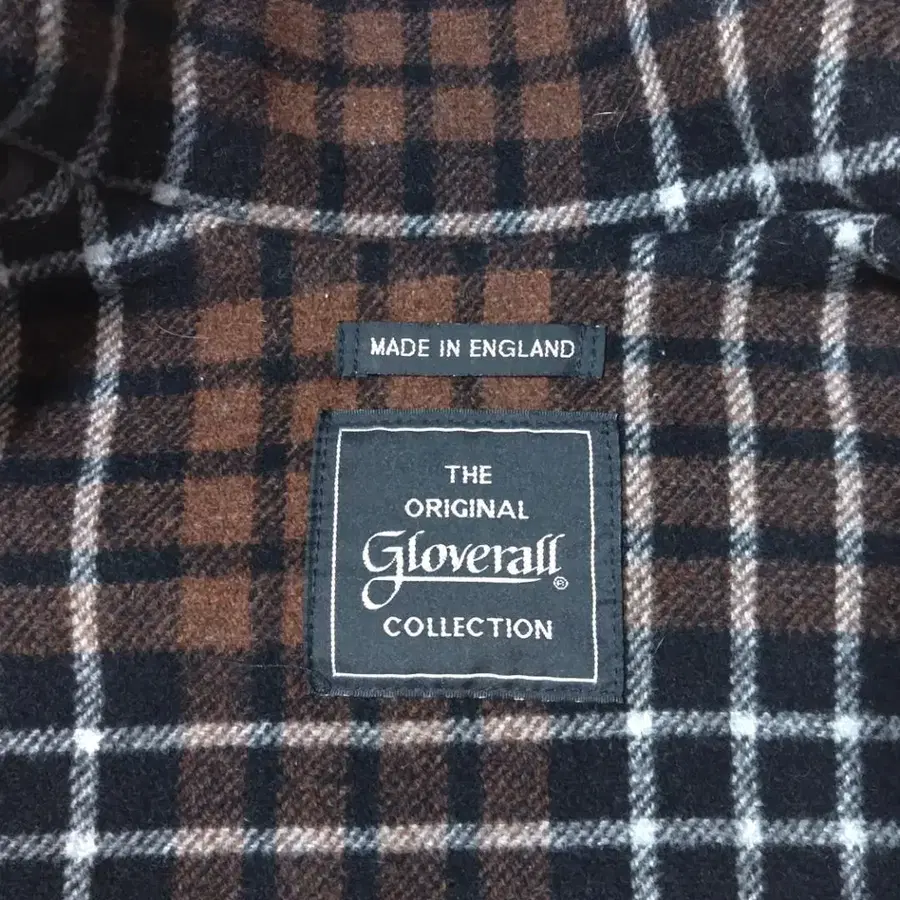 MADE IN ENGLAND
THE
ORIGINAL
Gloverall®
COLLECTION